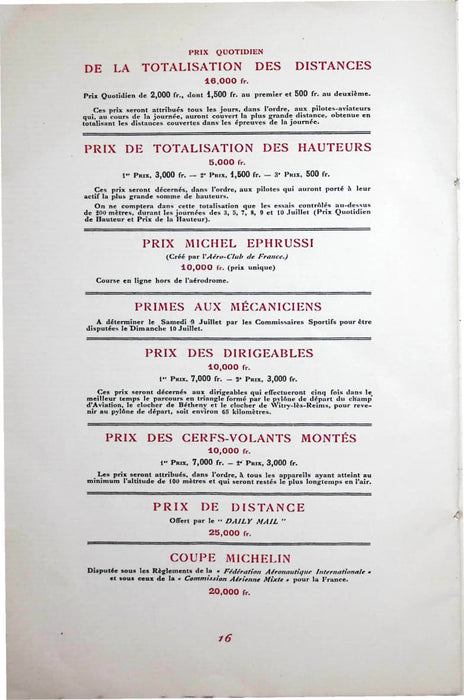 PRIX QUOTIDIEN
DE LA TOTALISATION DES DISTANCES
16,000 fr.
Prix Quotidien de 2,000 fr., dont 1,500 fr. au premier et 500 fr. au deuxième.
Ces prix seront attribués tous les jours, dans l'ordre, aux pilotes-aviateurs
qui, au cours de la journée, auront couvert la plus grande distance, obtenue en
totalisant les distances couvertes dans les épreuves de la journée.
PRIX DE TOTALISATION DES HAUTEURS
5,000 fr.
1er PRIX, 3,000 fr. — 2e PRIX, 1,500 fr. — 3e PRIX, 500 fr.
Ces prix seront décernés, dans l'ordre, aux pilotes qui auront porté à leur
actif la plus grande somme de hauteurs.
On ne comptera dans cette totalisation que les essais contrôlés au-dessus
de 200 mètres, durant les journées des 3, 5, 7, 8, 9 et 10 Juillet (Prix Quotidien
de Hauteur et Prix de la Hauteur).
PRIX MICHEL EPHRUSSI
(Créé par l'Aéro-Club de France.)
10,000 fr. (prix unique)
Course en ligne hors de l'aérodrome.
PRIMES AUX MÉCANICIENS
A déterminer le Samedi 9 Juillet par les Commissaires Sportifs pour être
disputées le Dimanche 10 Juillet.
PRIX DES DIRIGEABLES
10,000 fr.
1er PRIX, 7,000 fr. — 2e PRIX, 3,000 fr.
Ces prix seront décernés aux dirigeables qui effectueront cinq fois dans le
meilleur temps le parcours en triangle formé par le pylône de départ du champ
d'Aviation, le clocher de Bétheny et le clocher de Witry-lès-Reims, pour reve-
nir au pylône de départ, soit environ 65 kilomètres.
PRIX DES CERFS-VOLANTS MONTÉS
10,000 fr.
1er PRIX, 7,000 fr. — 2e PRIX, 3,000 fr.
Les prix seront attribués, dans l'ordre, à tous les appareils ayant atteint au
minimum l'altitude de 100 mètres et qui seront restés le plus longtemps en l'air.
PRIX DE DISTANCE
Offert par le " DAILY MAIL "
25,000 fr.
COUPE MICHELIN
Disputée sous les Règlements de la « Fédération Aéronautique Internationale »
et sous ceux de la « Commission Aérienne Mixte » pour la France.
20,000 fr.
16